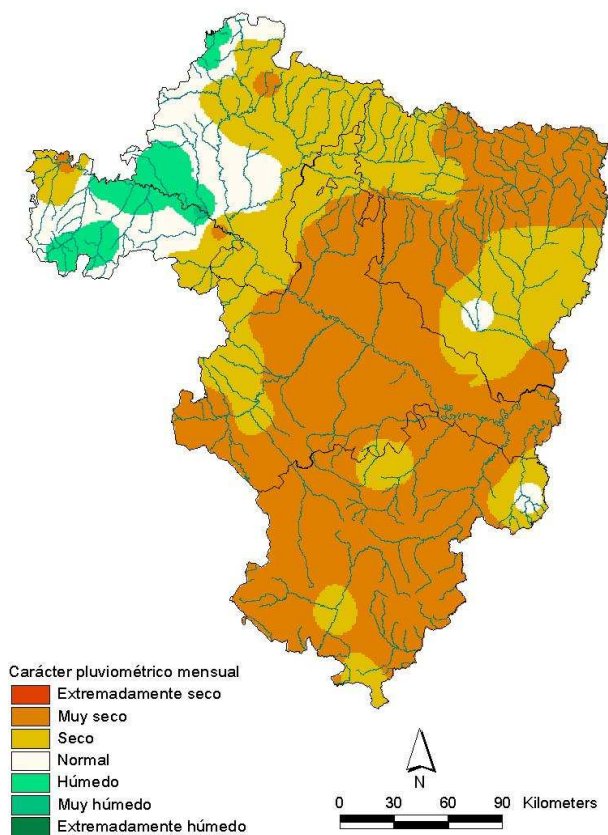 Carácter pluviométrico mensual
Extremadamente seco
Muy seco
Seco
Normal
Húmedo
Muy húmedo
Extremadamente húmedo
N
0 30 60 90 Kilometers